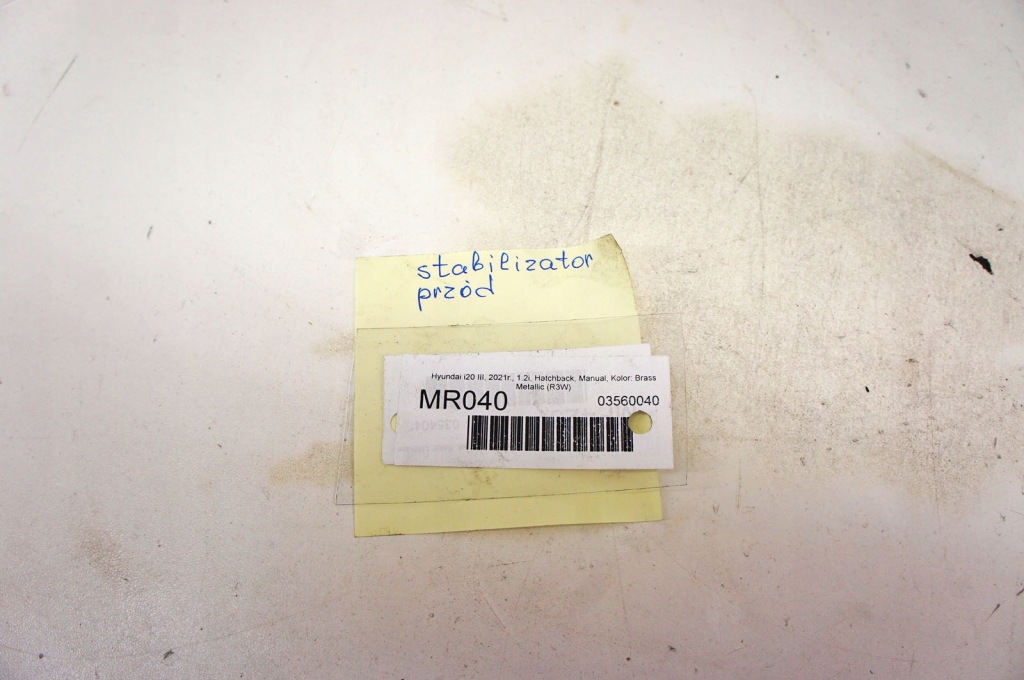 stabilizator
przód
Hyundai i20 III, 2021r., 1.2i, Hatchback, Manual, Kolor: Brass
Metallic (R3W)
MR040 03560040